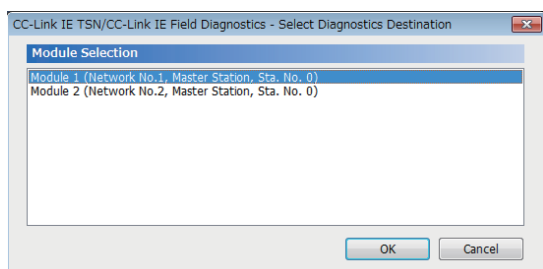 CC-Link IE TSN/CC-Link IE Field Diagnostics - Select Diagnostics Destination
Module Selection
Module 1 (Network No.1, Master Station, Sta. No. 0)
Module 2 (Network No.2, Master Station, Sta. No. 0)
OK Cancel